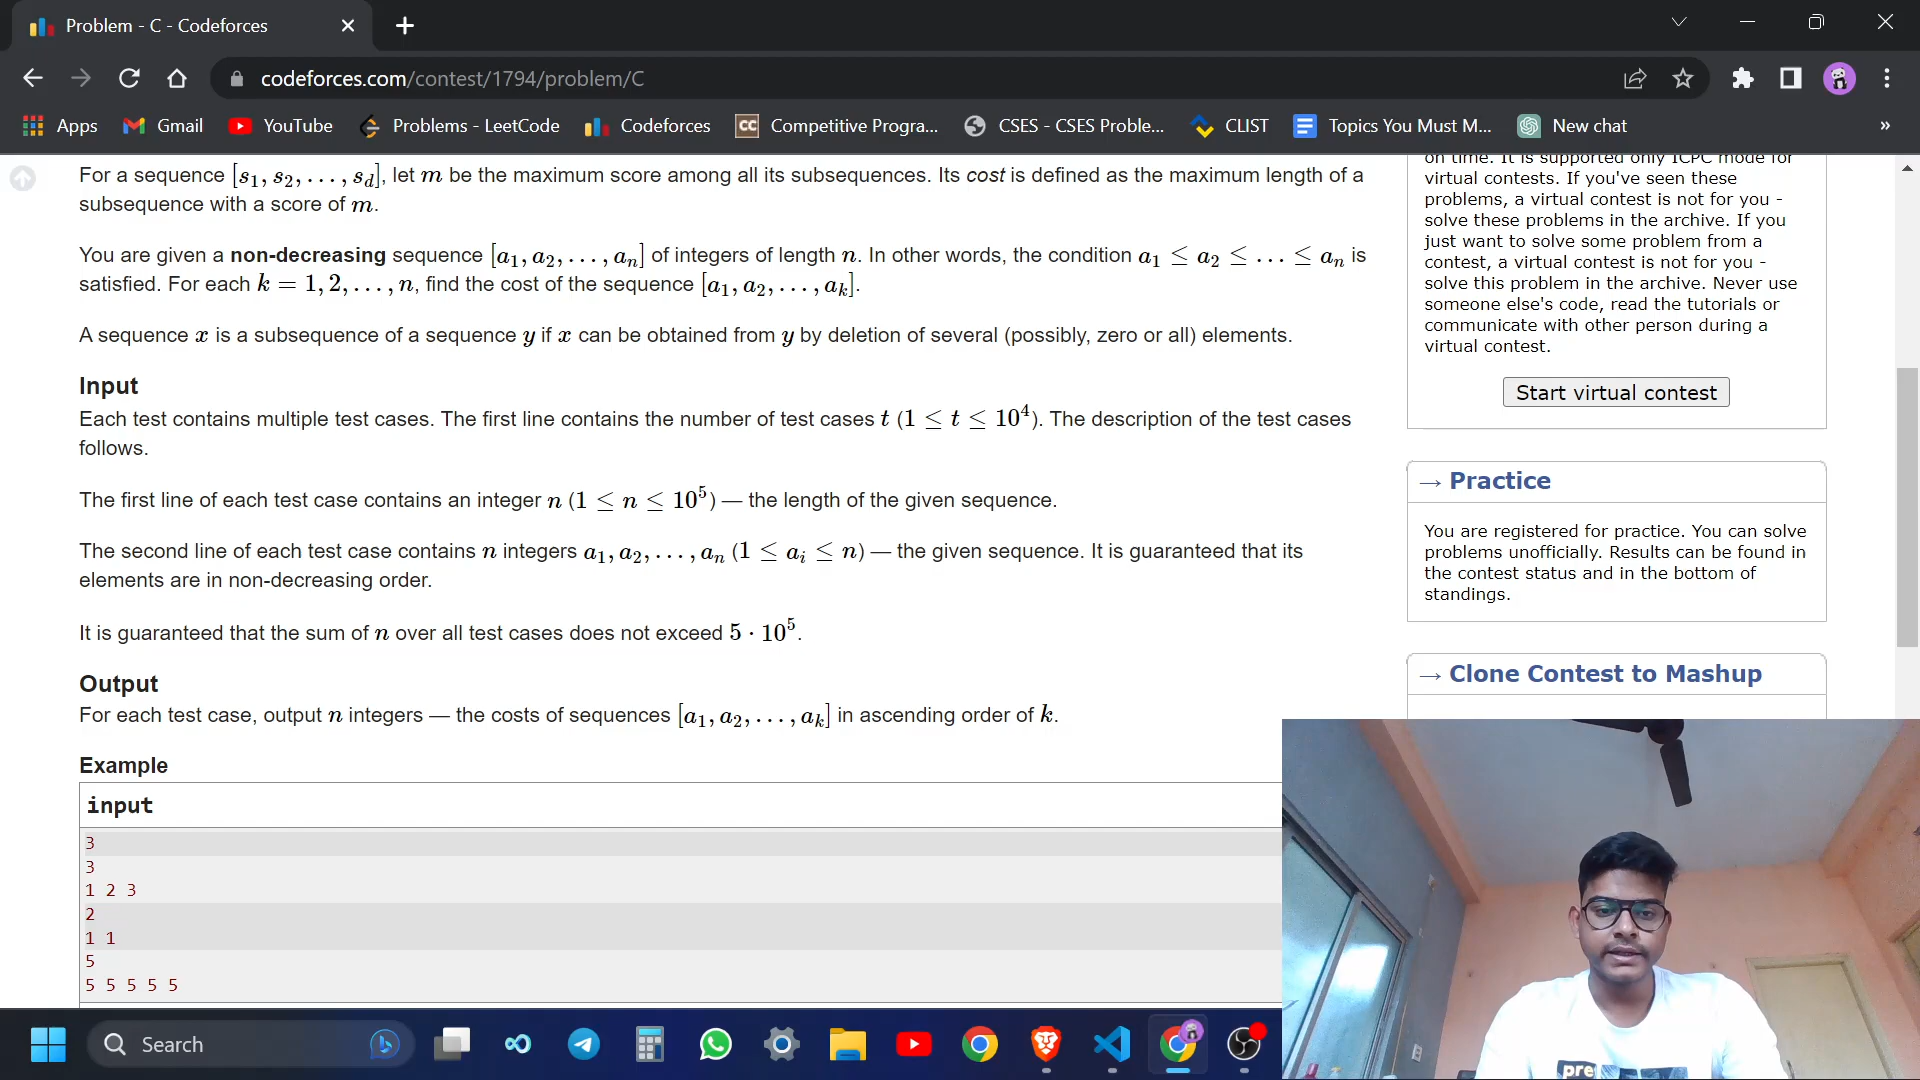 Problem - C - Codeforces
codeforces.com/contest/1794/problem/C
Apps
Gmail
YouTube
Problems - LeetCode
Codeforces
CC
Competitive Progra...
CSES - CSES Proble...
CLIST
Topics You Must M...
New chat
»
For a sequence [s₁, s₂, ..., s_d], let m be the maximum score among all its subsequences. Its cost is defined as the maximum length of a
subsequence with a score of m.
You are given a non-decreasing sequence [a₁, a₂, ..., aₙ] of integers of length n. In other words, the condition a₁ ≤ a₂ ≤ ... ≤ aₙ is
satisfied. For each k = 1, 2, ..., n, find the cost of the sequence [a₁, a₂, ..., aₖ].
A sequence x is a subsequence of a sequence y if x can be obtained from y by deletion of several (possibly, zero or all) elements.
Input
Each test contains multiple test cases. The first line contains the number of test cases t (1 ≤ t ≤ 10⁴). The description of the test cases
follows.
The first line of each test case contains an integer n (1 ≤ n ≤ 10⁵) — the length of the given sequence.
The second line of each test case contains n integers a₁, a₂, ..., aₙ (1 ≤ aᵢ ≤ n) — the given sequence. It is guaranteed that its
elements are in non-decreasing order.
It is guaranteed that the sum of n over all test cases does not exceed 5 · 10⁵.
Output
For each test case, output n integers — the costs of sequences [a₁, a₂, ..., aₖ] in ascending order of k.
Example
input
3
3
1 2 3
2
1 1
5
5 5 5 5 5
on time. It is supported only ICPC mode for
virtual contests. If you've seen these
problems, a virtual contest is not for you -
solve these problems in the archive. If you
just want to solve some problem from a
contest, a virtual contest is not for you -
solve this problem in the archive. Never use
someone else's code, read the tutorials or
communicate with other person during a
virtual contest.
Start virtual contest
→ Practice
You are registered for practice. You can solve
problems unofficially. Results can be found in
the contest status and in the bottom of
standings.
→ Clone Contest to Mashup
Search